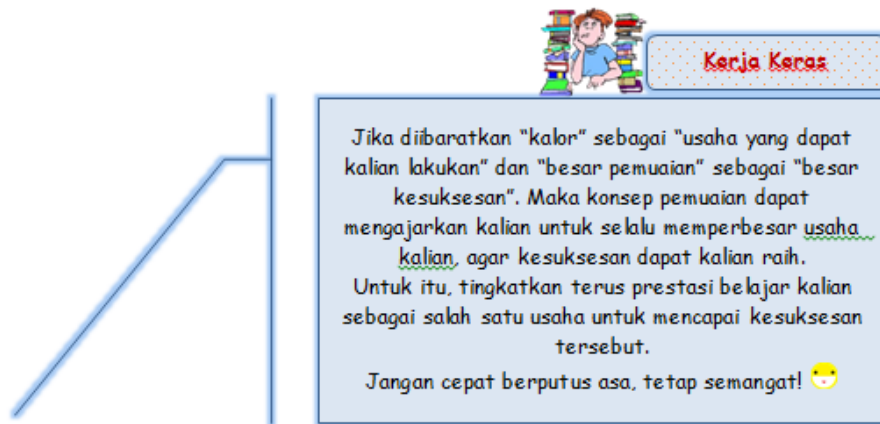 Kerja Keras
Jika diibaratkan “kalor” sebagai “usaha yang dapat
kalian lakukan” dan “besar pemuaian” sebagai “besar
kesuksesan”. Maka konsep pemuaian dapat
mengajarkan kalian untuk selalu memperbesar usaha
kalian, agar kesuksesan dapat kalian raih.
Untuk itu, tingkatkan terus prestasi belajar kalian
sebagai salah satu usaha untuk mencapai kesuksesan
tersebut.
Jangan cepat berputus asa, tetap semangat!